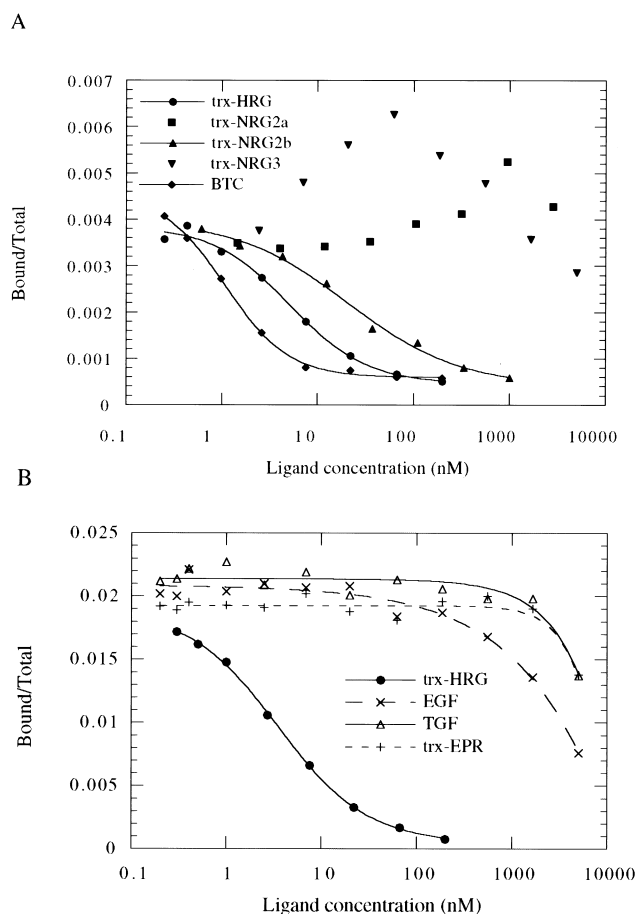 A
0.007
0.006
0.005
0.004
0.003
0.002
0.001
0
Bound/Total
trx-HRG
trx-NRG2a
trx-NRG2b
trx-NRG3
BTC
0.1 1 10 100 1000 10000
Ligand concentration (nM)
B
0.025
0.02
0.015
0.01
0.005
0
Bound/Total
trx-HRG
EGF
TGF
trx-EPR
0.1 1 10 100 1000 10000
Ligand concentration (nM)